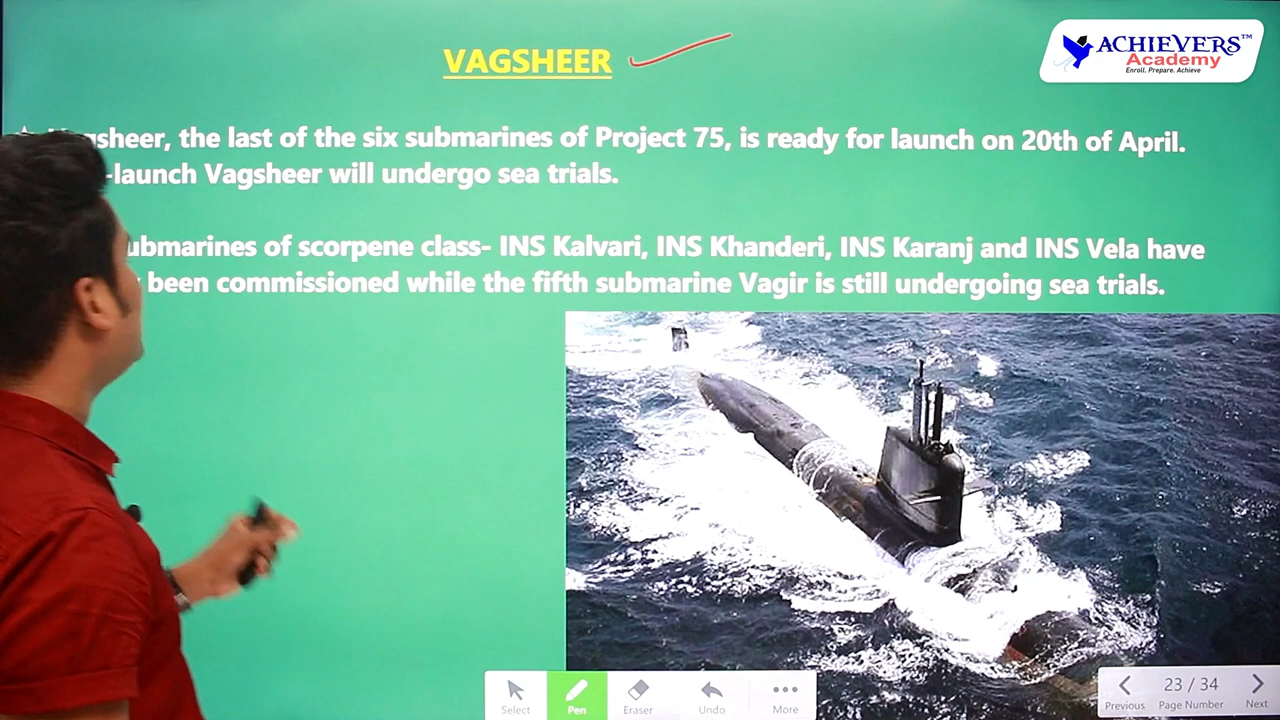 VAGSHEER
ACHIEVERS™
Academy
Enroll. Prepare. Achieve
sheer, the last of the six submarines of Project 75, is ready for launch on 20th of April.
-launch Vagsheer will undergo sea trials.
ubmarines of scorpene class- INS Kalvari, INS Khanderi, INS Karanj and INS Vela have
been commissioned while the fifth submarine Vagir is still undergoing sea trials.
Select Pen Eraser Undo More
Previous 23 / 34 Page Number Next